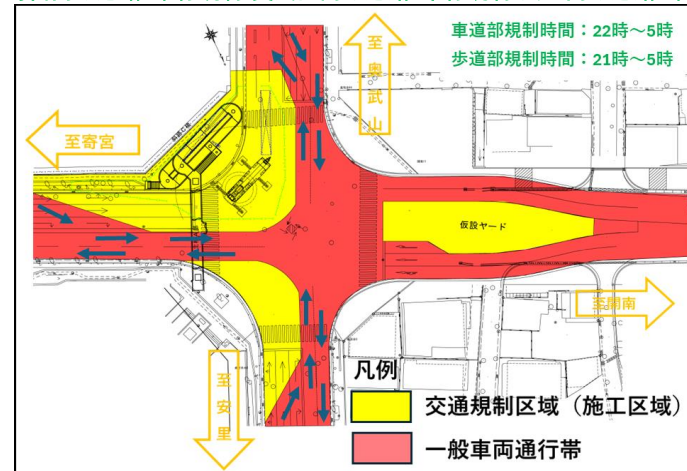 車道部規制時間：22時～5時
歩道部規制時間：21時～5時
至奥武山
至寄宮
仮設ヤード
至開南
至安里
凡例
交通規制区域（施工区域）
一般車両通行帯